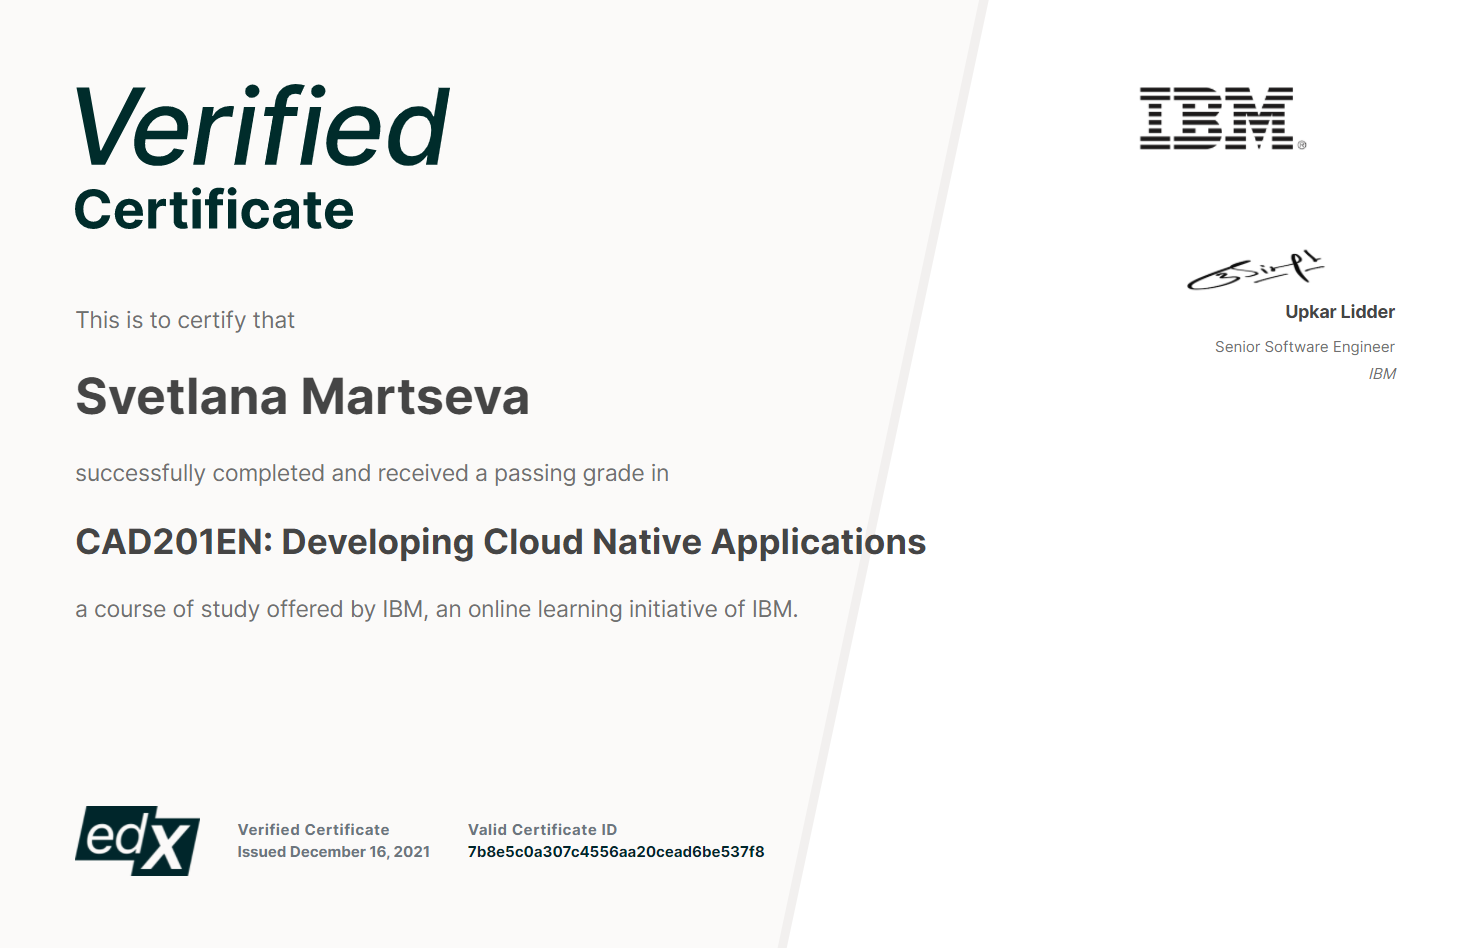 Verified
Certificate
This is to certify that
Svetlana Martseva
successfully completed and received a passing grade in
CAD201EN: Developing Cloud Native Applications
a course of study offered by IBM, an online learning initiative of IBM.
edX
Verified Certificate
Issued December 16, 2021
Valid Certificate ID
7b8e5c0a307c4556aa20cead6be537f8
IBM®
Upkar Lidder
Senior Software Engineer
IBM